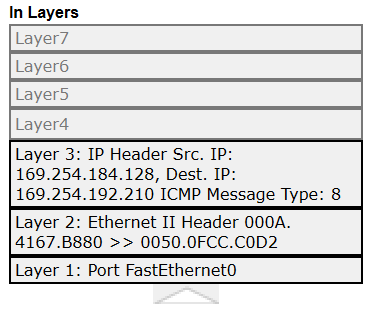 In Layers
Layer7
Layer6
Layer5
Layer4
Layer 3: IP Header Src. IP:
169.254.184.128, Dest. IP:
169.254.192.210 ICMP Message Type: 8
Layer 2: Ethernet II Header 000A.
4167.B880 >> 0050.0FCC.C0D2
Layer 1: Port FastEthernet0